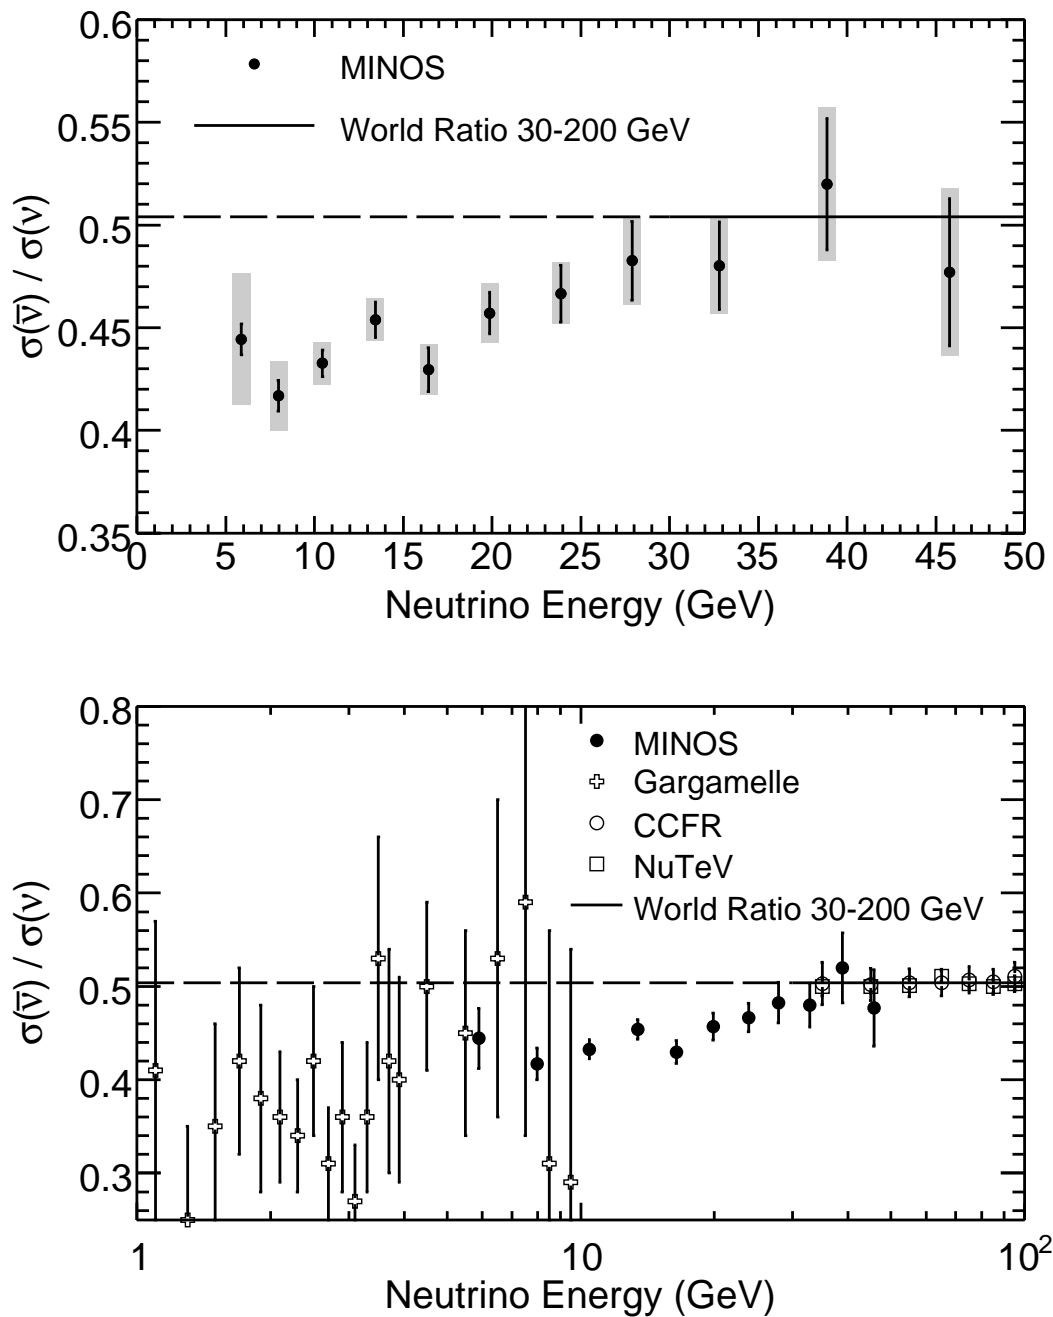 0.6
MINOS
World Ratio 30-200 GeV
0.55
0.5
0.45
0.4
0.35
σ(ν̅) / σ(ν)
0 5 10 15 20 25 30 35 40 45 50
Neutrino Energy (GeV)
0.8
MINOS
Gargamelle
CCFR
NuTeV
World Ratio 30-200 GeV
0.7
0.6
0.5
0.4
0.3
σ(ν̅) / σ(ν)
1 10 10²
Neutrino Energy (GeV)